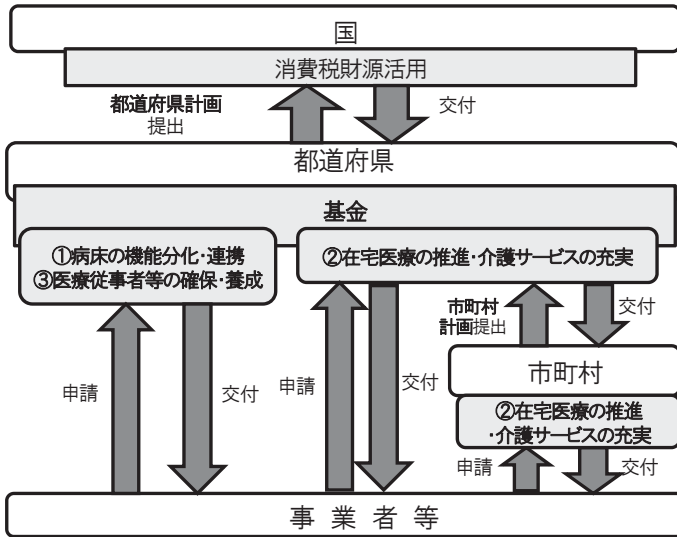 国
消費税財源活用
都道府県計画
提出
交付
都道府県
基金
①病床の機能分化・連携
③医療従事者等の確保・養成
②在宅医療の推進・介護サービスの充実
市町村
計画提出
交付
市町村
②在宅医療の推進
・介護サービスの充実
申請
交付
申請
交付
申請
交付
事業者等